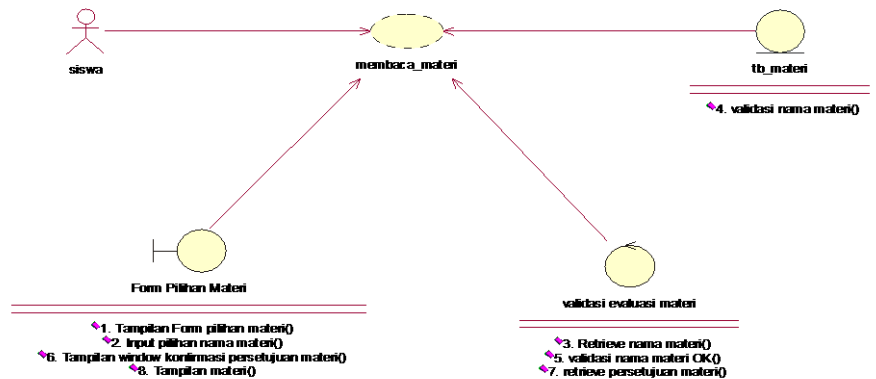 siswa
membaca_materi
tb_materi
4. validasi nama materi()
Form Pilihan Materi
1. Tampilan Form pilihan materi()
2. Input pilihan nama materi()
6. Tampilan window konfirmasi persetujuan materi()
8. Tampilan materi()
validasi evaluasi materi
3. Retrieve nama materi()
5. validasi nama materi OK()
7. retrieve persetujuan materi()